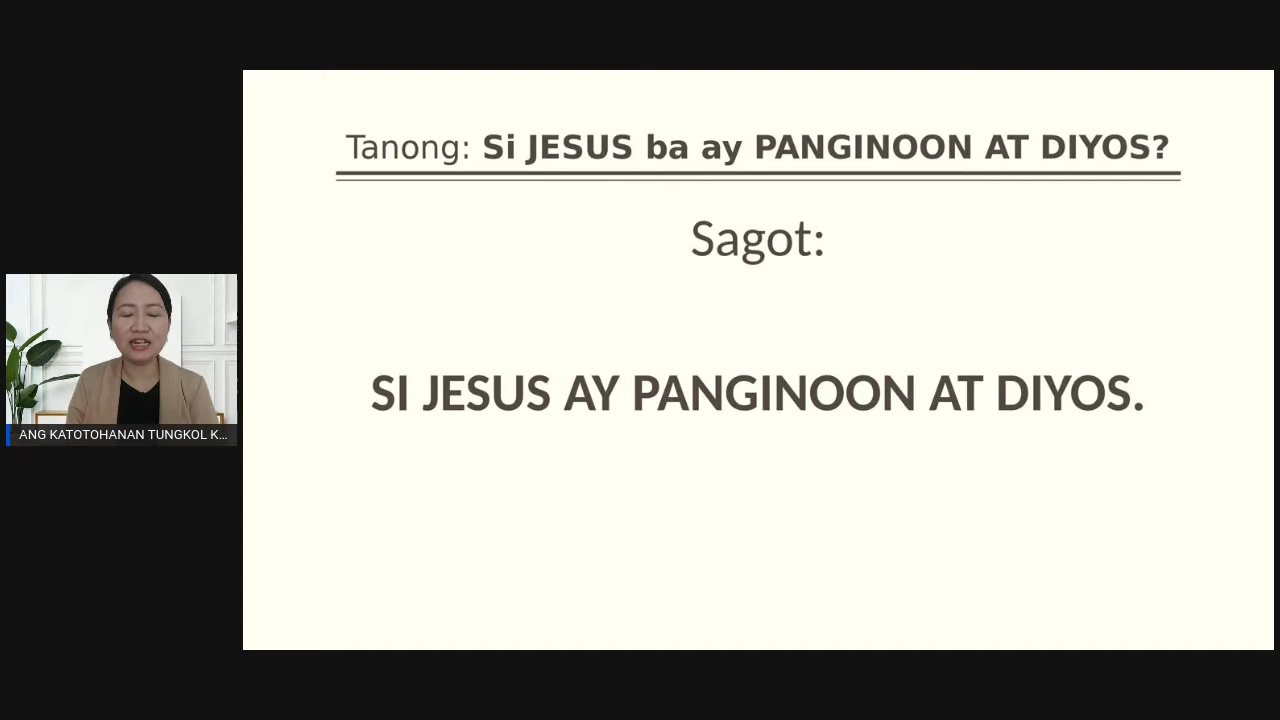 Tanong: Si JESUS ba ay PANGINOON AT DIYOS?
Sagot:
SI JESUS AY PANGINOON AT DIYOS.
ANG KATOTOHANAN TUNGKOL K...